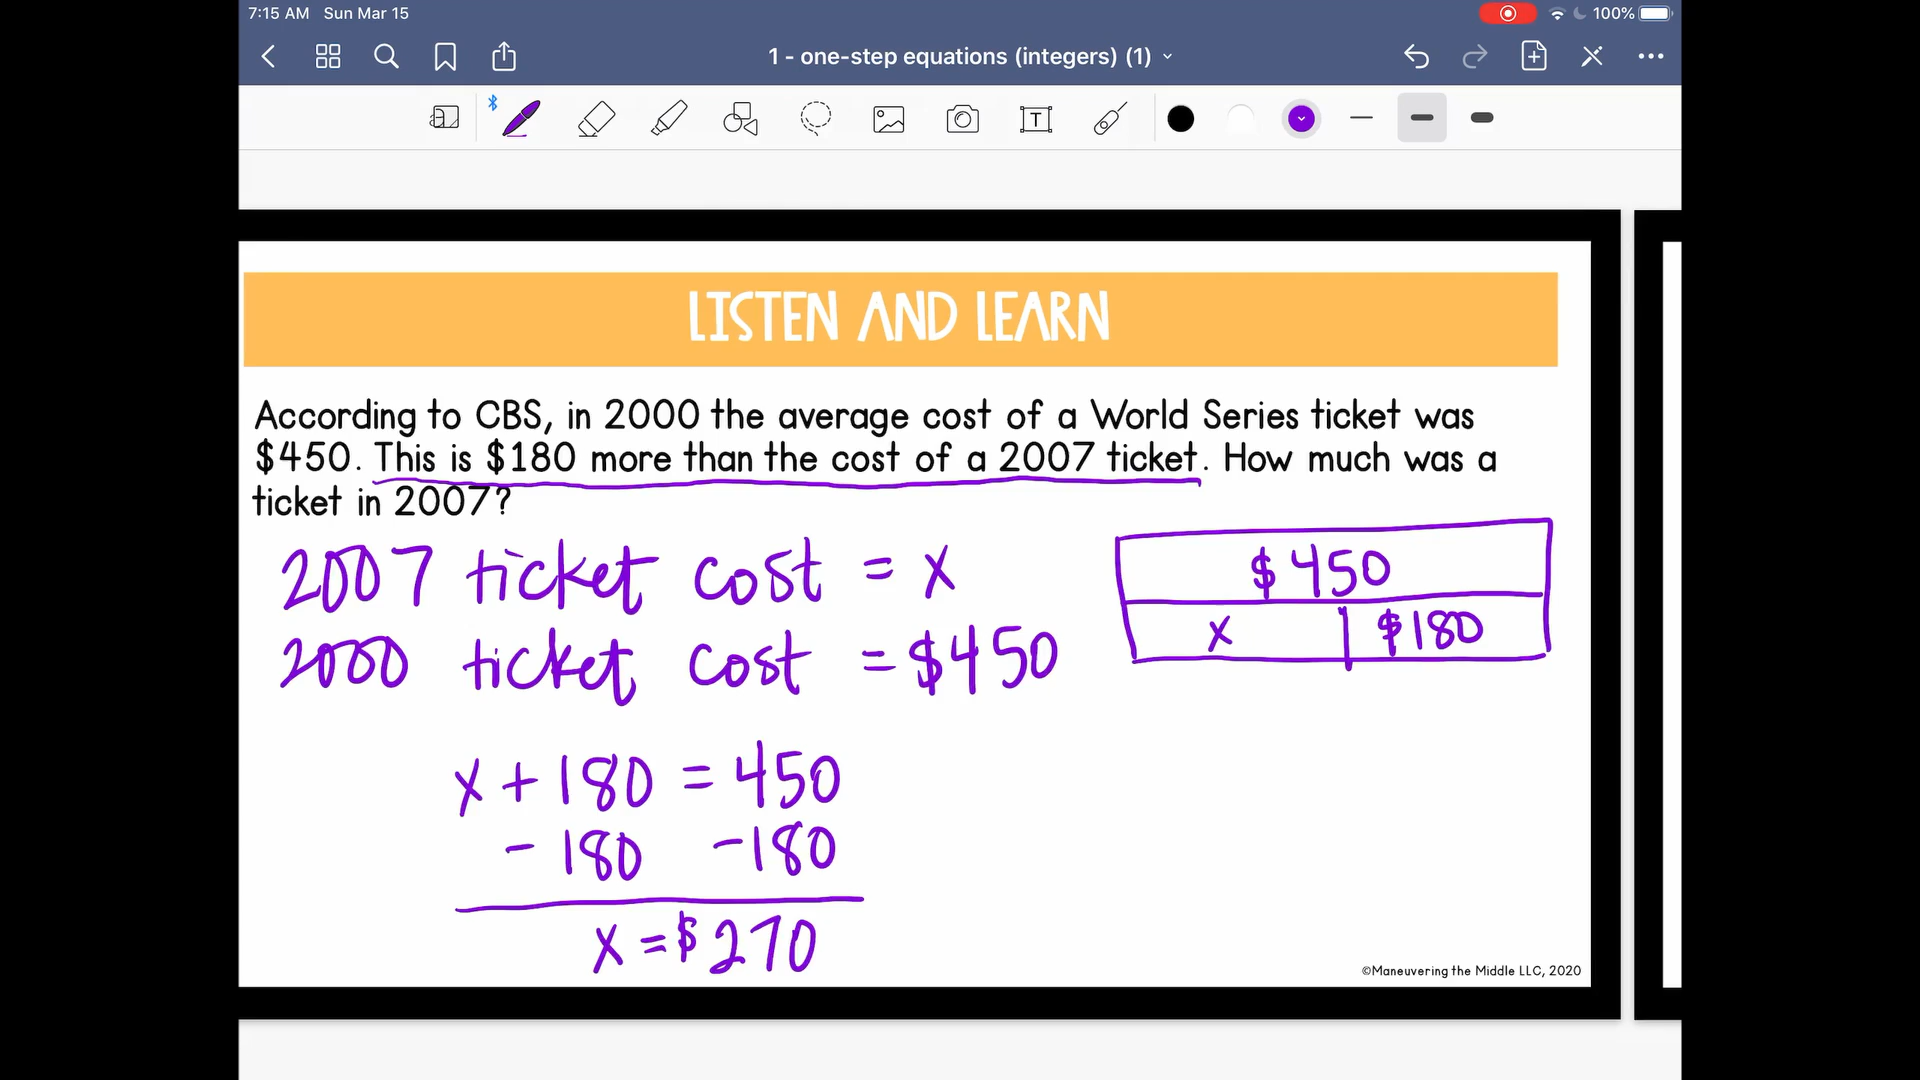 7:15 AM Sun Mar 15
100%
1 - one-step equations (integers) (1)
LISTEN AND LEARN
According to CBS, in 2000 the average cost of a World Series ticket was
$450. This is $180 more than the cost of a 2007 ticket. How much was a
ticket in 2007?
2007 ticket cost = x
2000 ticket cost = $450
$450
x $180
x + 180 = 450
- 180 -180
x = $270
©Maneuvering the Middle LLC, 2020